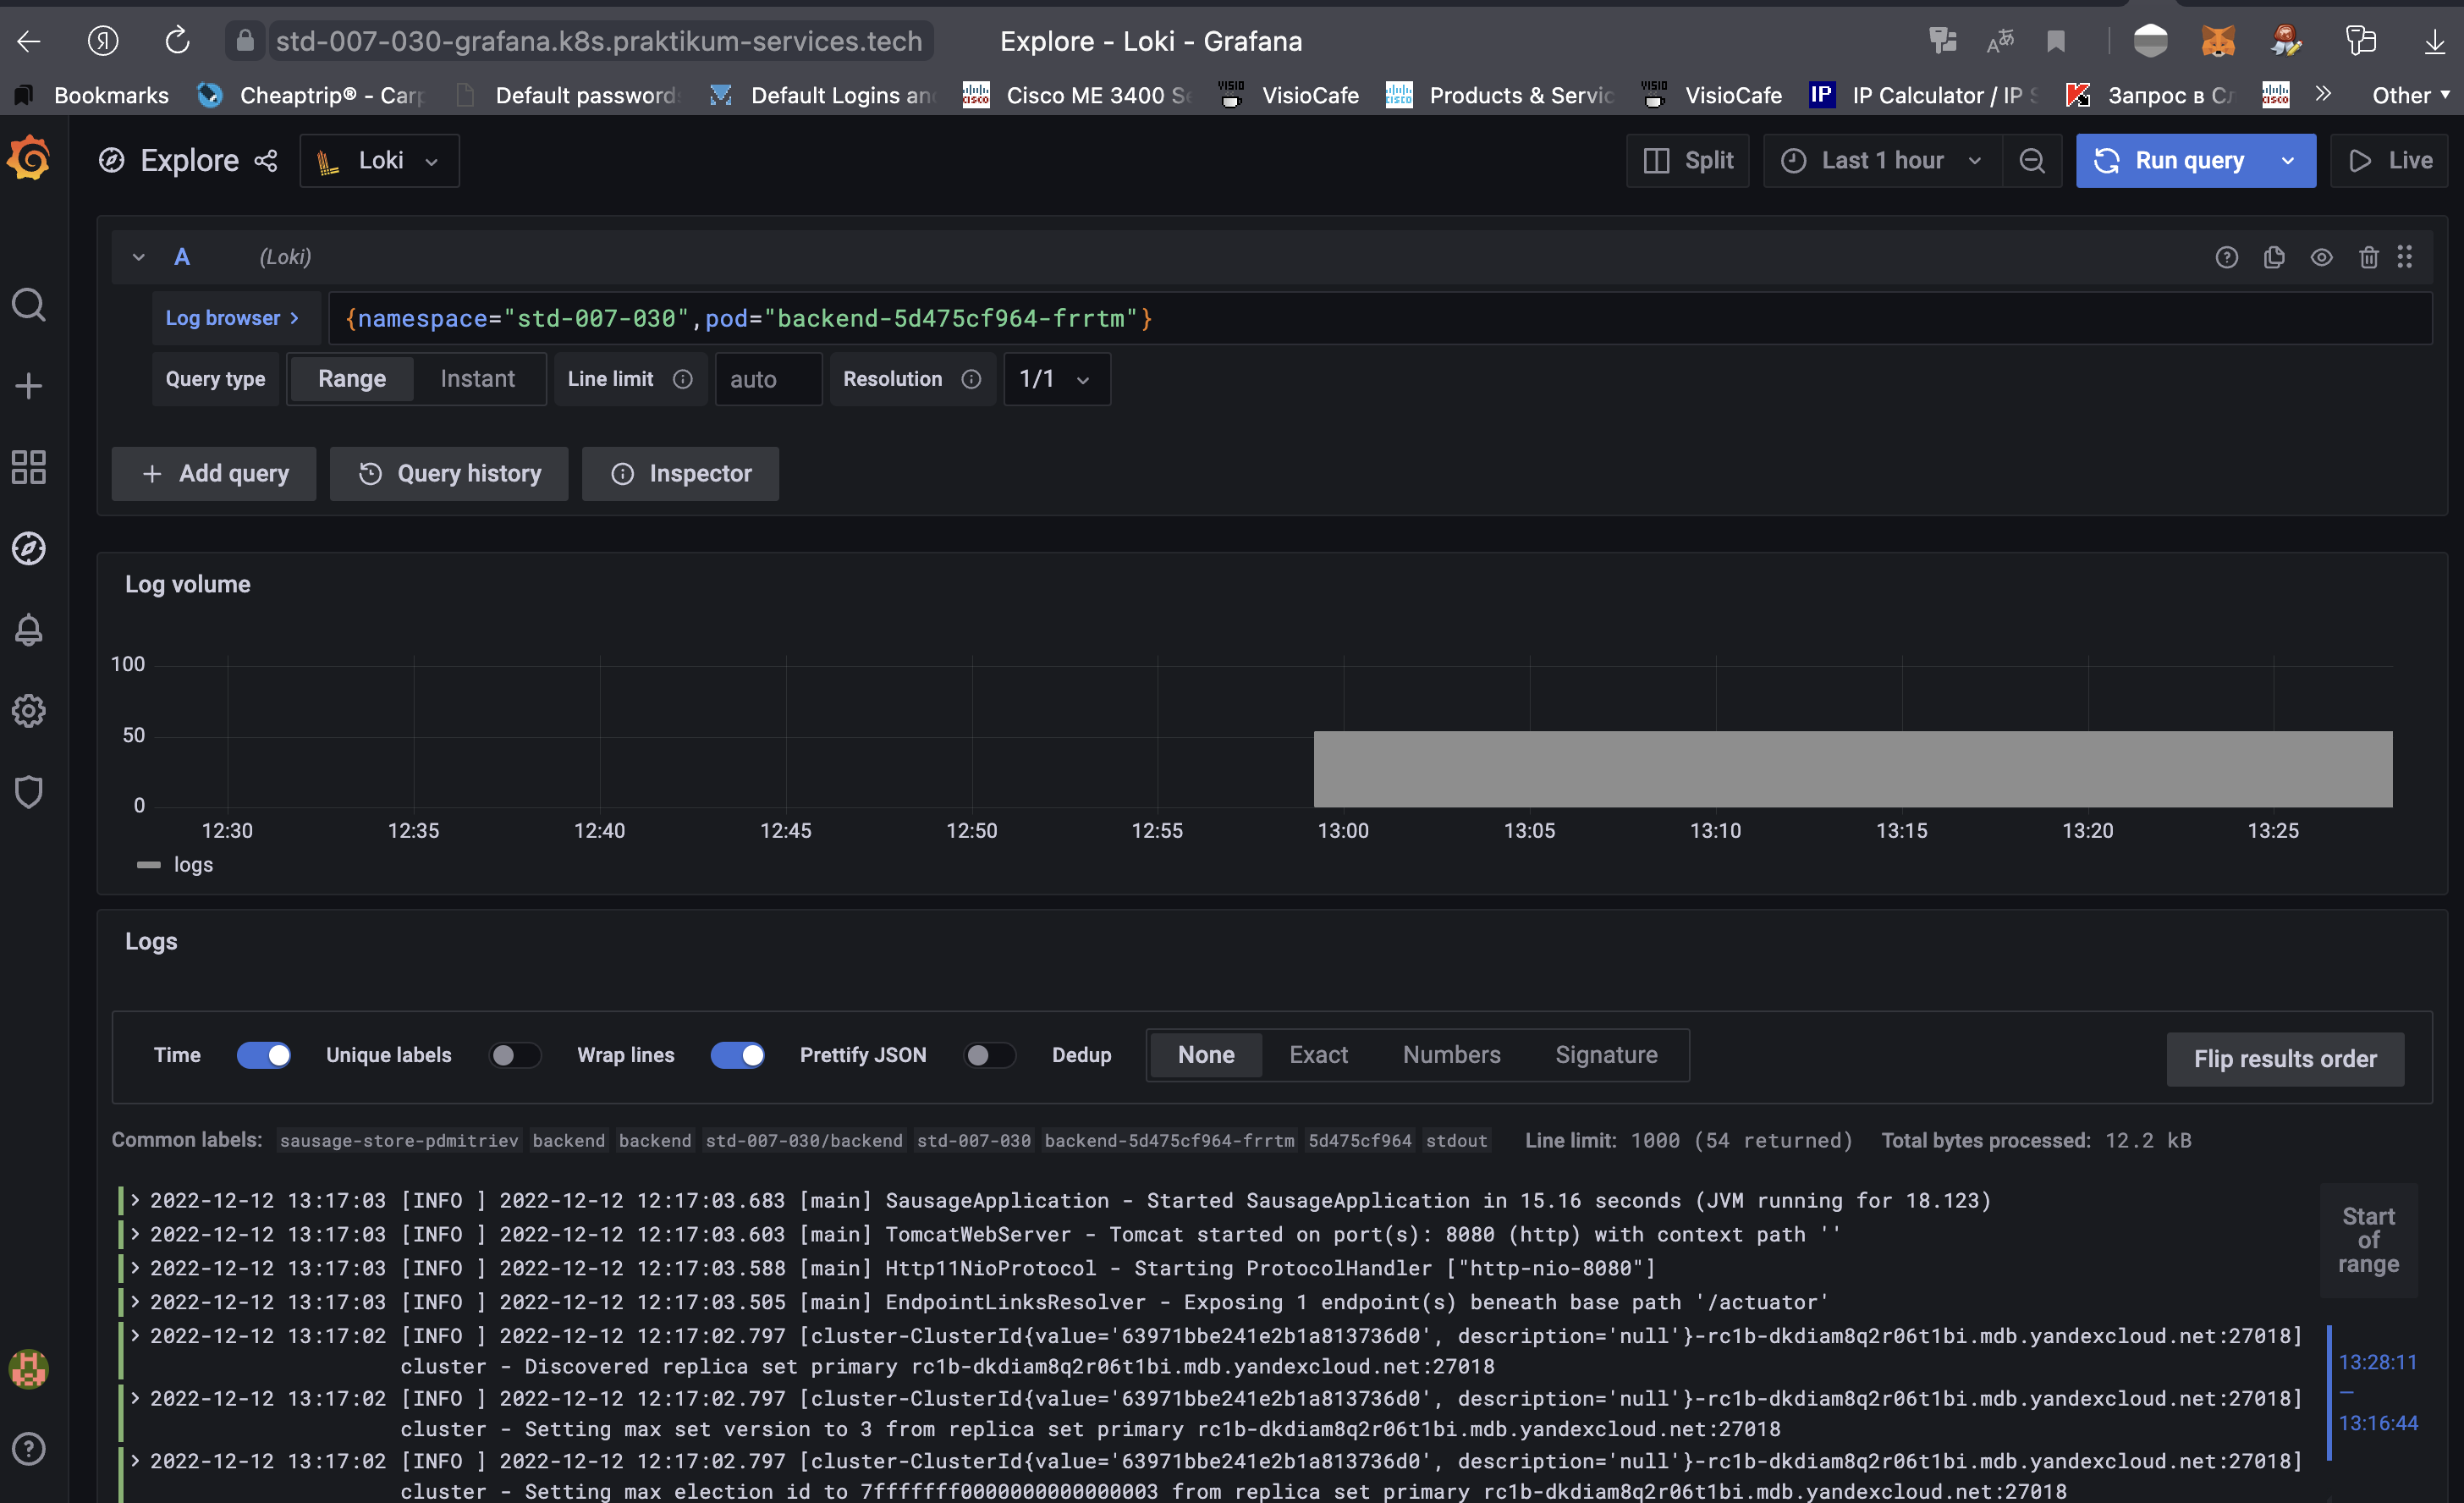 std-007-030-grafana.k8s.praktikum-services.tech
Explore - Loki - Grafana
Bookmarks
Cheaptrip® - Carp
Default password
Default Logins an
Cisco ME 3400 Se
VISIO
VisioCafe
Products & Servic
VISIO
VisioCafe
IP
IP Calculator / IP S
Запрос в Сл
Other
Explore
Loki
Split
Last 1 hour
Run query
Live
A
(Loki)
Log browser >
{namespace="std-007-030",pod="backend-5d475cf964-frrtm"}
Query type
Range
Instant
Line limit
auto
Resolution
1/1
+ Add query
Query history
Inspector
Log volume
100
50
0
12:30
12:35
12:40
12:45
12:50
12:55
13:00
13:05
13:10
13:15
13:20
13:25
logs
Logs
Time
Unique labels
Wrap lines
Prettify JSON
Dedup
None
Exact
Numbers
Signature
Flip results order
Common labels: sausage-store-pdmitriev backend backend std-007-030/backend std-007-030 backend-5d475cf964-frrtm 5d475cf964 stdout Line limit: 1000 (54 returned) Total bytes processed: 12.2 kB
> 2022-12-12 13:17:03 [INFO ] 2022-12-12 12:17:03.683 [main] SausageApplication - Started SausageApplication in 15.16 seconds (JVM running for 18.123)
> 2022-12-12 13:17:03 [INFO ] 2022-12-12 12:17:03.603 [main] TomcatWebServer - Tomcat started on port(s): 8080 (http) with context path ''
> 2022-12-12 13:17:03 [INFO ] 2022-12-12 12:17:03.588 [main] Http11NioProtocol - Starting ProtocolHandler ["http-nio-8080"]
> 2022-12-12 13:17:03 [INFO ] 2022-12-12 12:17:03.505 [main] EndpointLinksResolver - Exposing 1 endpoint(s) beneath base path '/actuator'
> 2022-12-12 13:17:02 [INFO ] 2022-12-12 12:17:02.797 [cluster-ClusterId{value='63971bbe241e2b1a813736d0', description='null'}-rc1b-dkdiam8q2r06t1bi.mdb.yandexcloud.net:27018]
cluster - Discovered replica set primary rc1b-dkdiam8q2r06t1bi.mdb.yandexcloud.net:27018
> 2022-12-12 13:17:02 [INFO ] 2022-12-12 12:17:02.797 [cluster-ClusterId{value='63971bbe241e2b1a813736d0', description='null'}-rc1b-dkdiam8q2r06t1bi.mdb.yandexcloud.net:27018]
cluster - Setting max set version to 3 from replica set primary rc1b-dkdiam8q2r06t1bi.mdb.yandexcloud.net:27018
> 2022-12-12 13:17:02 [INFO ] 2022-12-12 12:17:02.797 [cluster-ClusterId{value='63971bbe241e2b1a813736d0', description='null'}-rc1b-dkdiam8q2r06t1bi.mdb.yandexcloud.net:27018]
cluster - Setting max election id to 7fffffff0000000000000003 from replica set primary rc1b-dkdiam8q2r06t1bi.mdb.yandexcloud.net:27018
Start
of
range
13:28:11
—
13:16:44